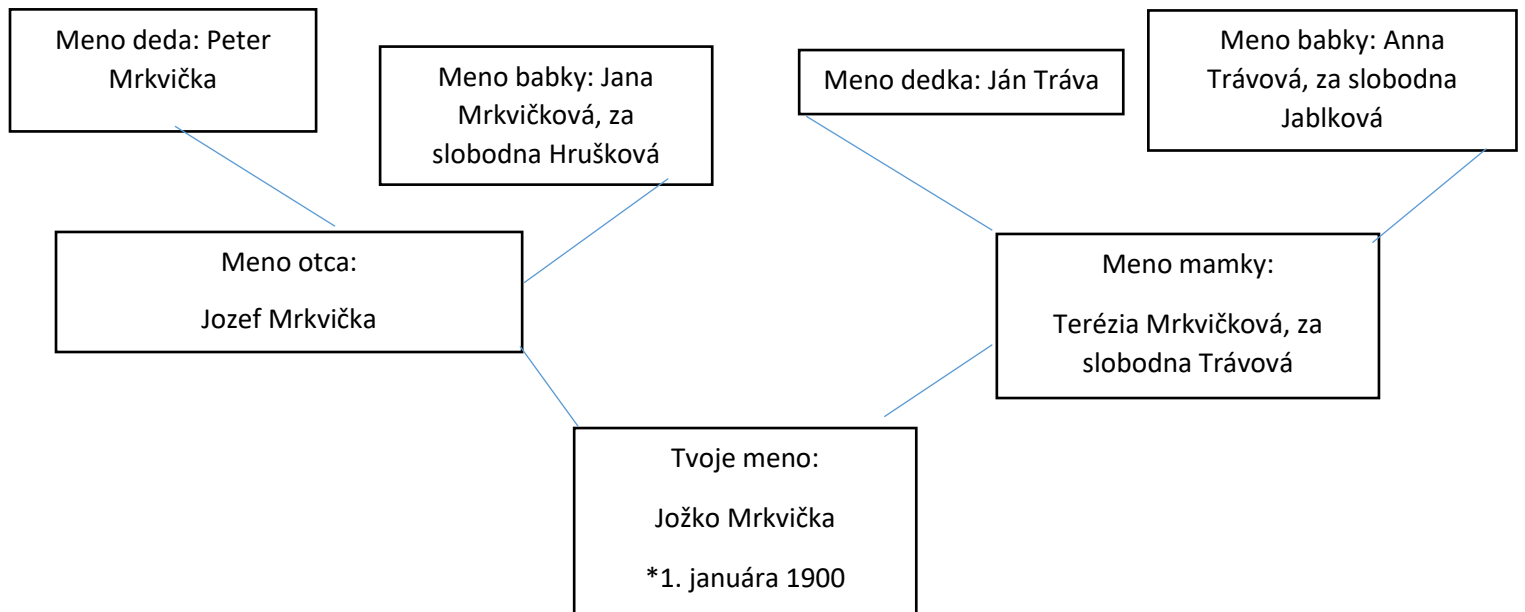 Meno deda: Peter
Mrkvička
Meno babky: Jana
Mrkvičková, za
slobodna Hrušková
Meno dedka: Ján Tráva
Meno babky: Anna
Trávová, za slobodna
Jablková
Meno otca:
Jozef Mrkvička
Meno mamky:
Terézia Mrkvičková, za
slobodna Trávová
Tvoje meno:
Jožko Mrkvička
*1. januára 1900